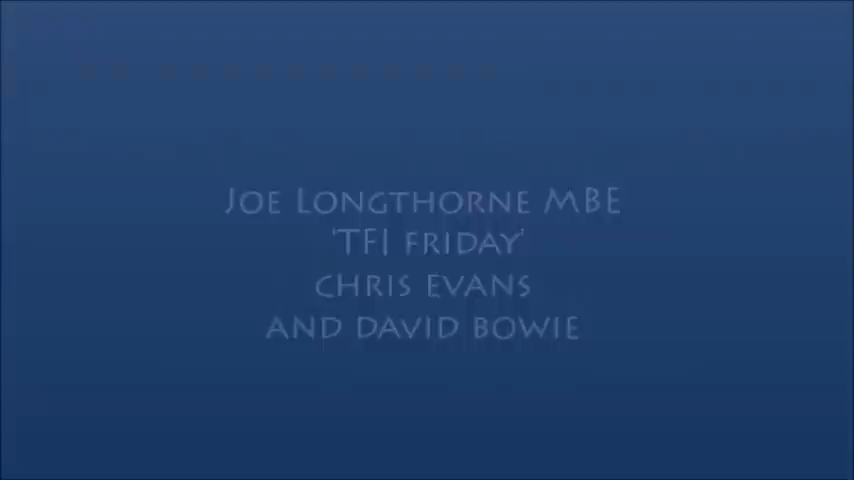 Joe Longthorne MBE
'TFI friday'
chris evans
and david bowie